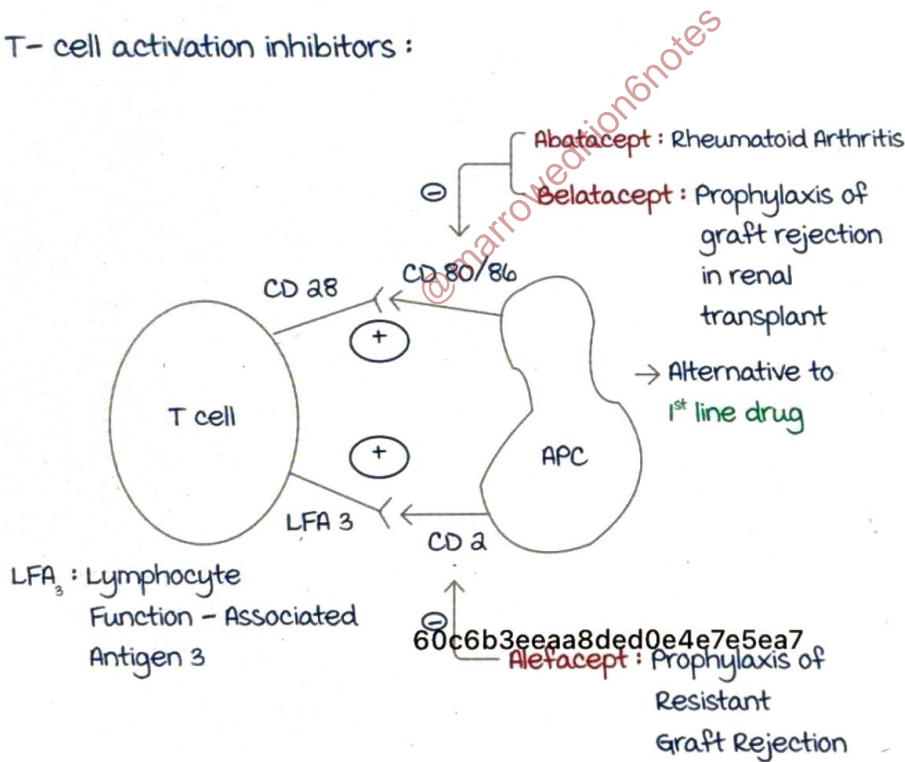 T- cell activation inhibitors :
@marrowedition6notes
Abatacept : Rheumatoid Arthritis
Belatacept : Prophylaxis of
graft rejection
in renal
transplant
CD 28
CD 80/86
+
→ Alternative to
1st line drug
T cell
APC
+
LFA 3
CD 2
LFA3 : Lymphocyte
Function - Associated
Antigen 3
60c6b3eeaa8ded0e4e7e5ea7
Alefacept : Prophylaxis of
Resistant
Graft Rejection